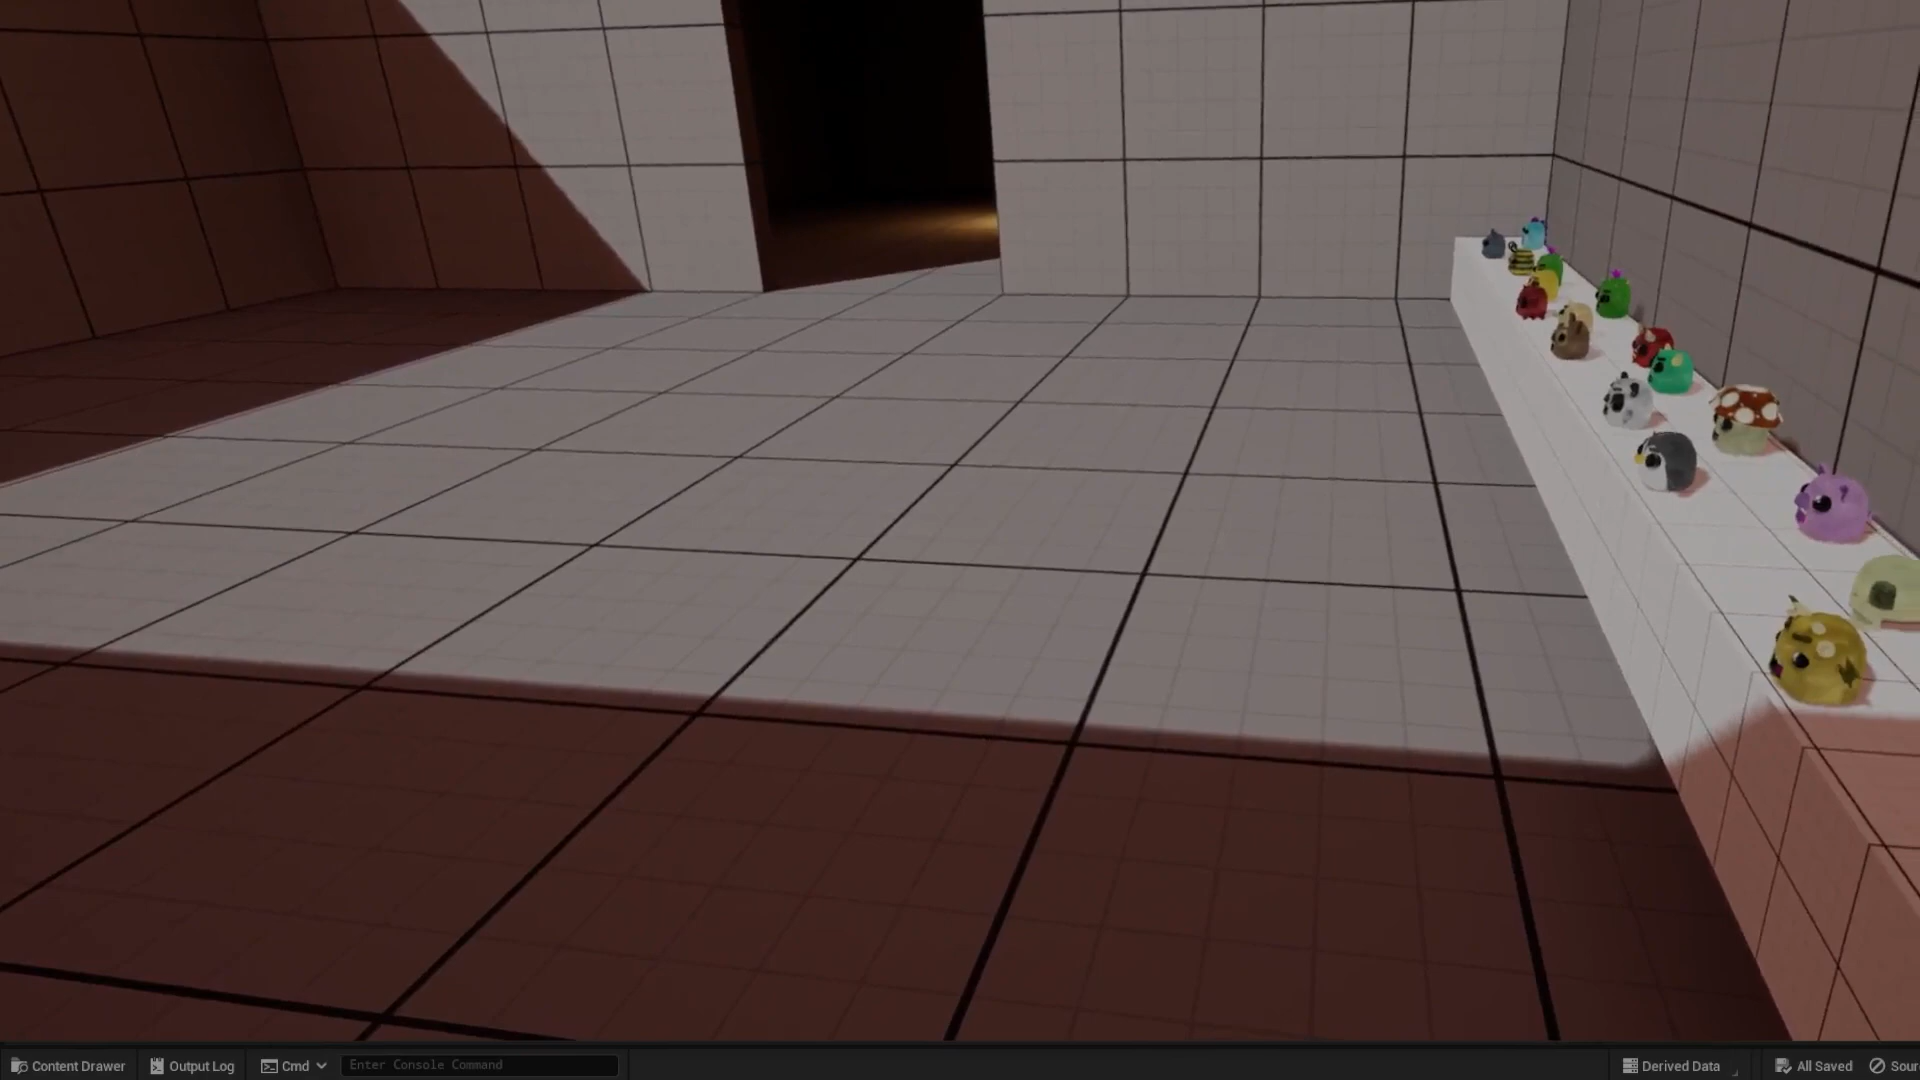 Content Drawer
Output Log
Cmd
Enter Console Command
Derived Data
All Saved